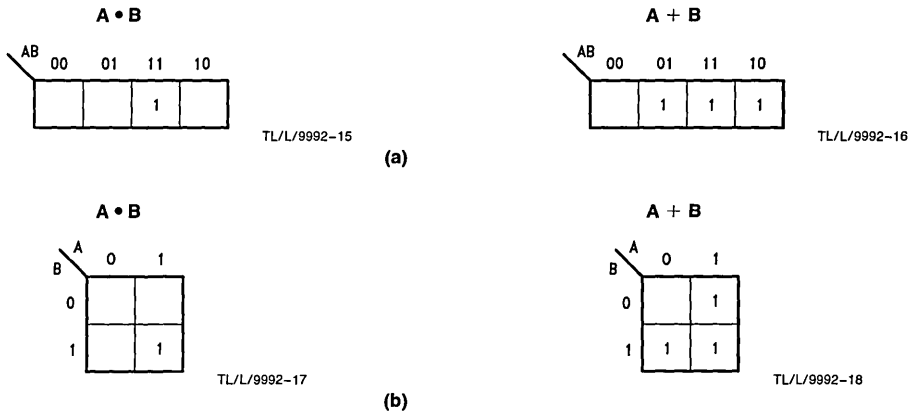 A • B
A + B
AB 00 01 11 10
1
TL/L/9992-15
AB 00 01 11 10
1 1 1
TL/L/9992-16
(a)
A • B
A + B
A
B 0 1
0
1 1
TL/L/9992-17
A
B 0 1
0 1
1 1 1
TL/L/9992-18
(b)